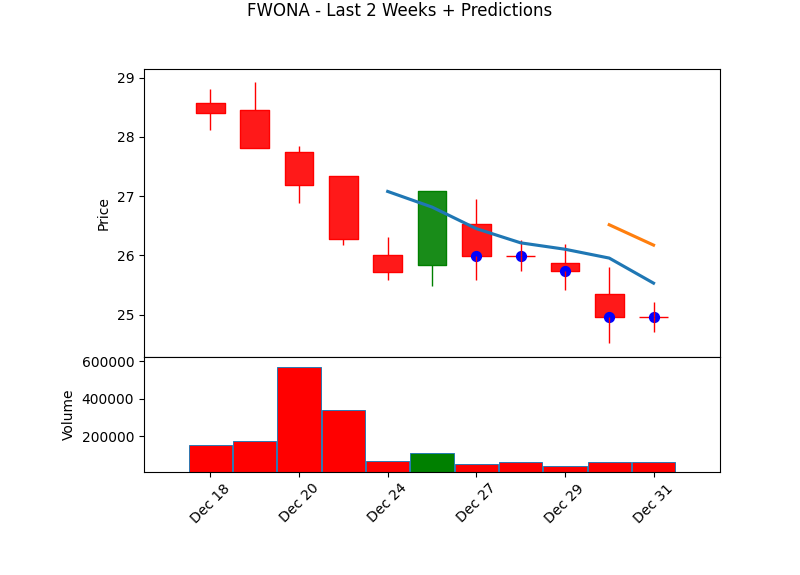 FWONA - Last 2 Weeks + Predictions
29
28
27
26
25
Price
600000
400000
200000
Volume
Dec 18
Dec 20
Dec 24
Dec 27
Dec 29
Dec 31